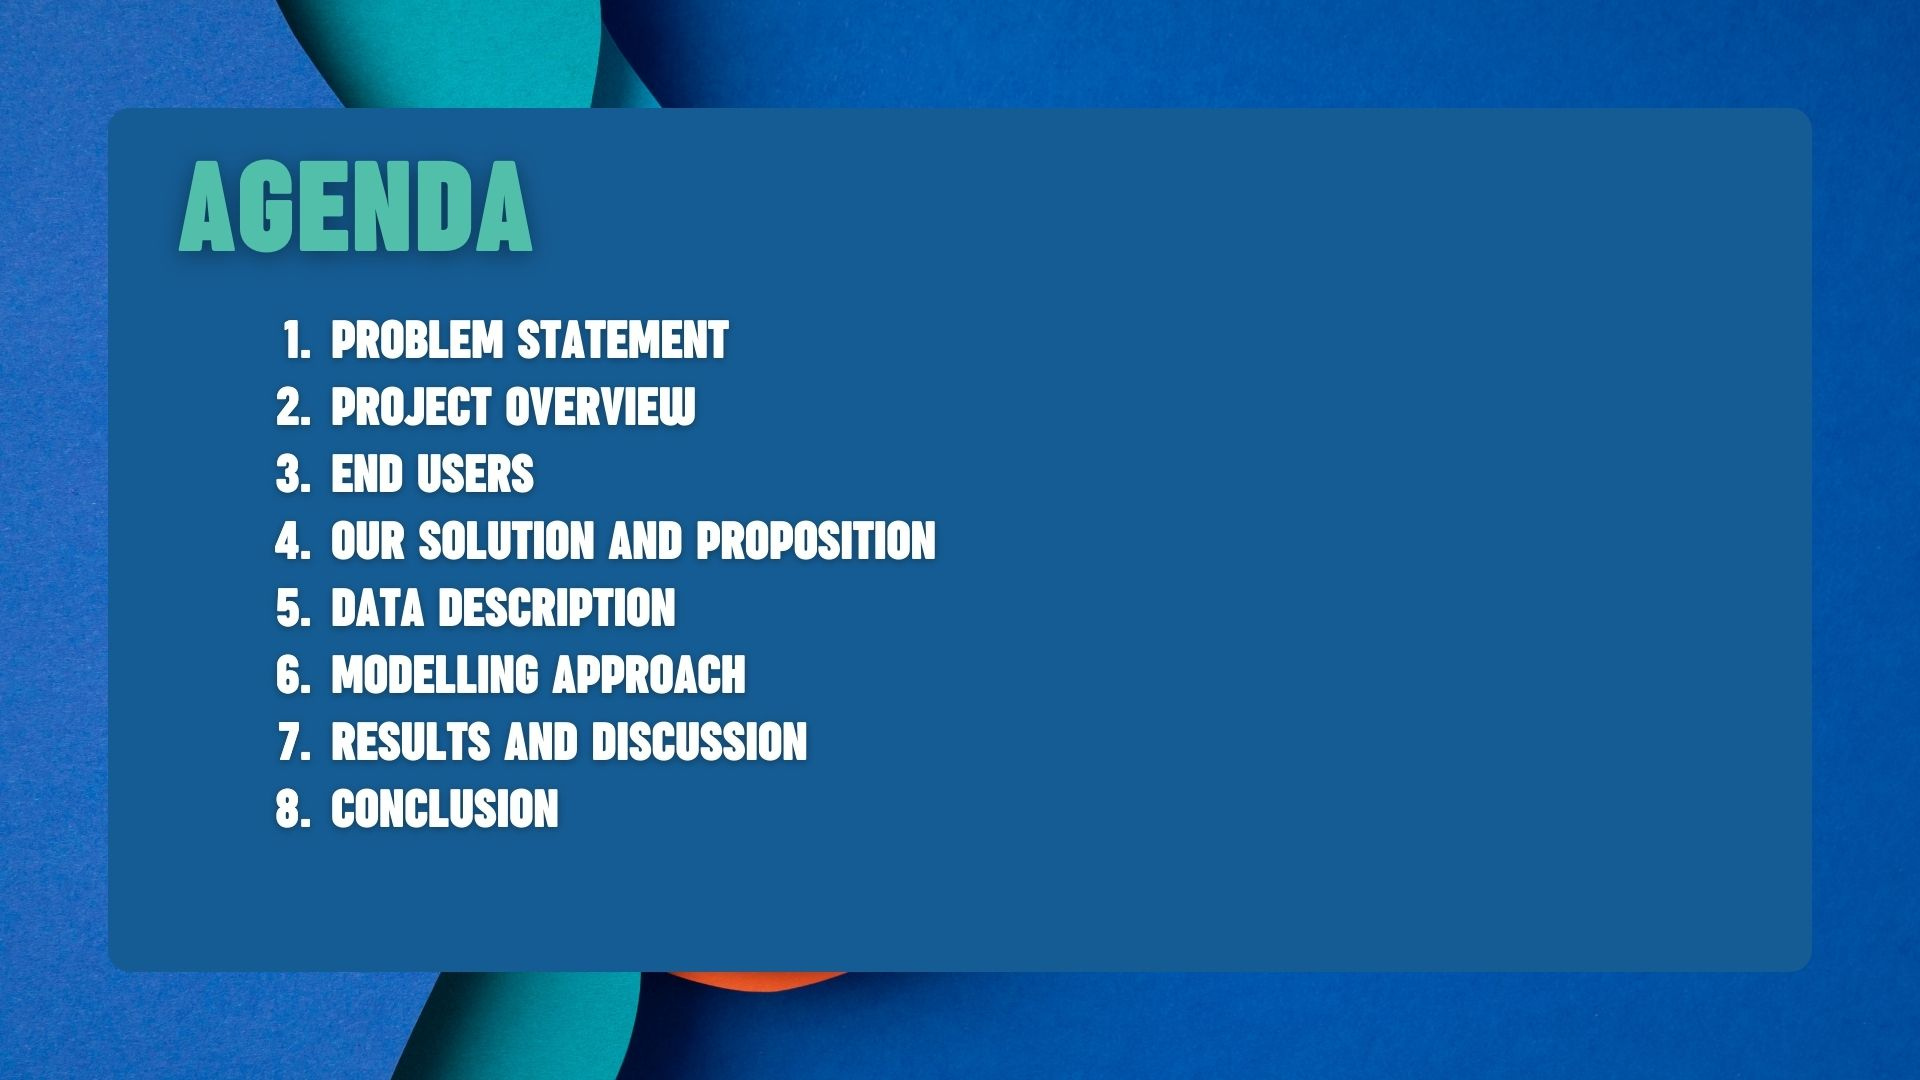 AGENDA
1. PROBLEM STATEMENT
2. PROJECT OVERVIEW
3. END USERS
4. OUR SOLUTION AND PROPOSITION
5. DATA DESCRIPTION
6. MODELLING APPROACH
7. RESULTS AND DISCUSSION
8. CONCLUSION